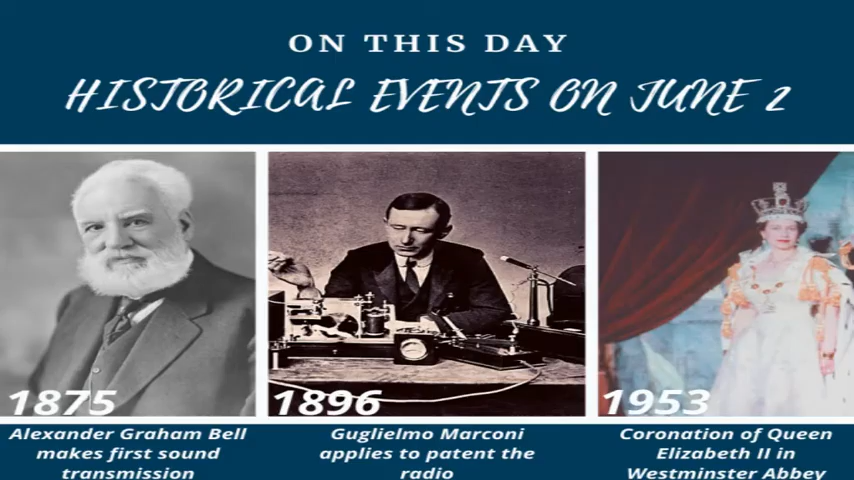 ON THIS DAY
HISTORICAL EVENTS ON JUNE 2
1875
Alexander Graham Bell
makes first sound
transmission
1896
Guglielmo Marconi
applies to patent the
radio
1953
Coronation of Queen
Elizabeth II in
Westminster Abbey